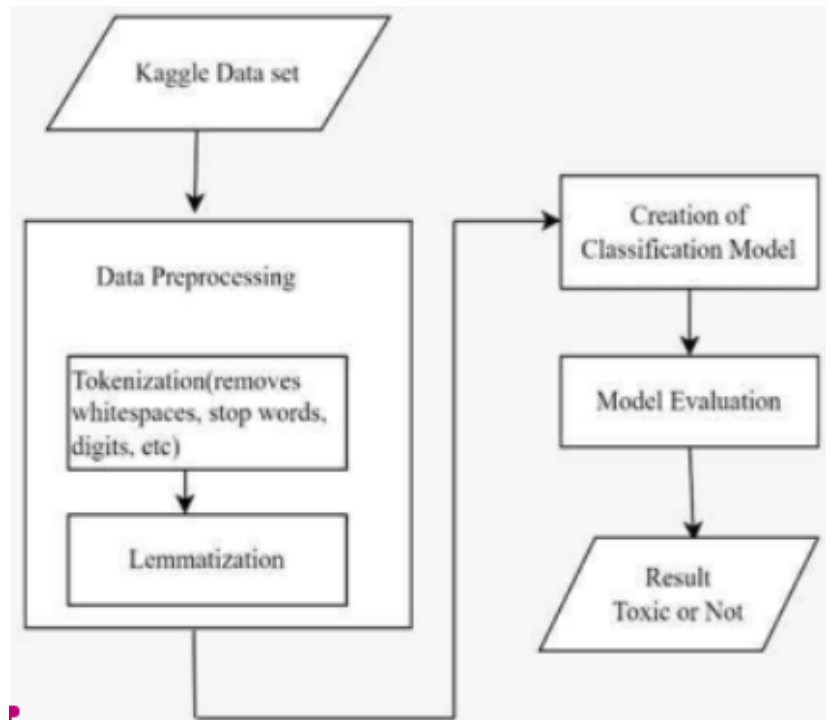 Kaggle Data set
Data Preprocessing
Tokenization(removes
whitespaces, stop words,
digits, etc)
Lemmatization
Creation of
Classification Model
Model Evaluation
Result
Toxic or Not